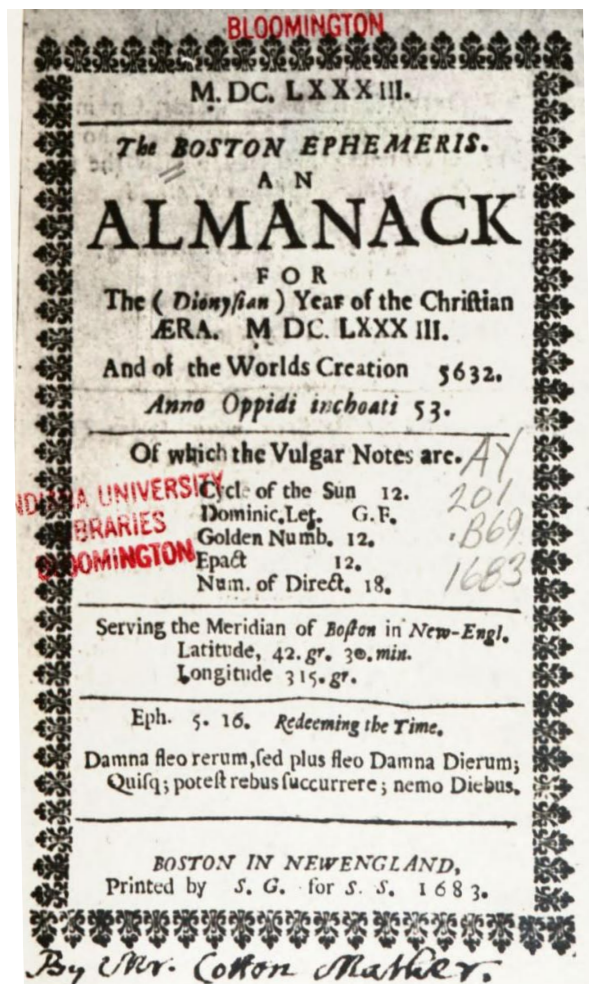 BLOOMINGTON
M. DC. LXXXIII.
The BOSTON EPHEMERIS.
AN
ALMANACK
FOR
The ( Dionyſian ) Year of the Chriſtian
ÆRA. M DC. LXXX III.
And of the Worlds Creation 5632.
Anno Oppidi inchoati 53.
Of which the Vulgar Notes are.
AY
201
.B69
1683
INDIANA UNIVERSITY
LIBRARIES
BLOOMINGTON
Cycle of the Sun 12.
Dominic. Let. G. F.
Golden Numb. 12.
Epact 12.
Num. of Direct. 18.
Serving the Meridian of Boſton in New-Engl.
Latitude, 42. gr. 30. min.
Longitude 315. gr.
Eph. 5. 16. Redeeming the Time.
Damna fleo rerum, ſed plus fleo Damna Dierum;
Quiſq; poteſt rebus ſuccurrere; nemo Diebus.
BOSTON IN NEWENGLAND,
Printed by S. G. for S. S. 1683.
By Mr. Cotton Mather.